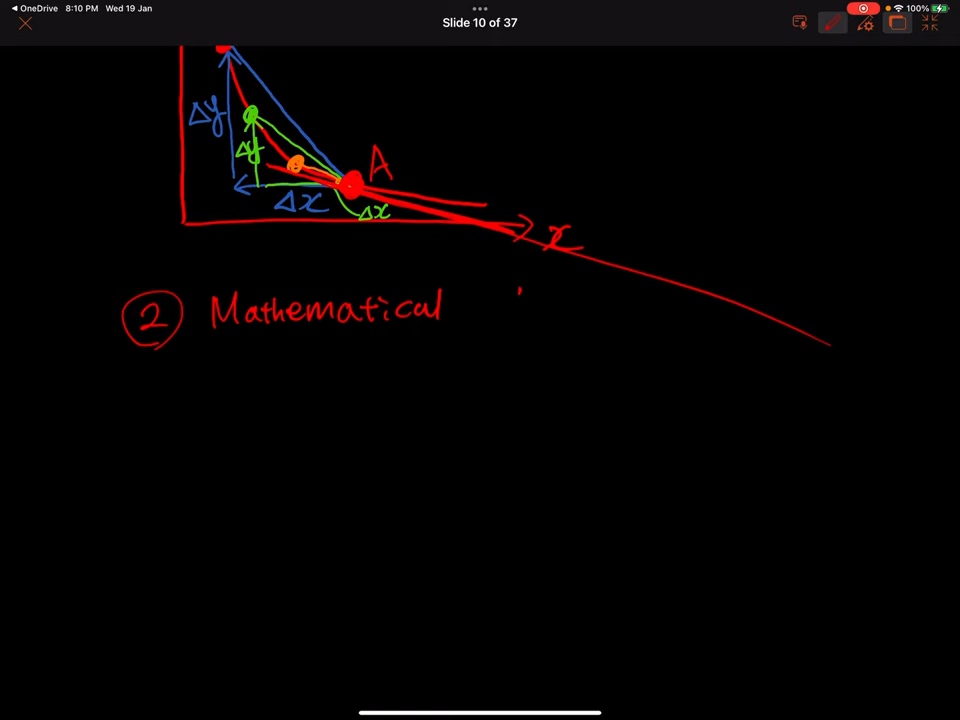 OneDrive 8:10 PM Wed 19 Jan 100%
Slide 10 of 37
Δy
Δy
A
Δx
Δx
x
2 Mathematical